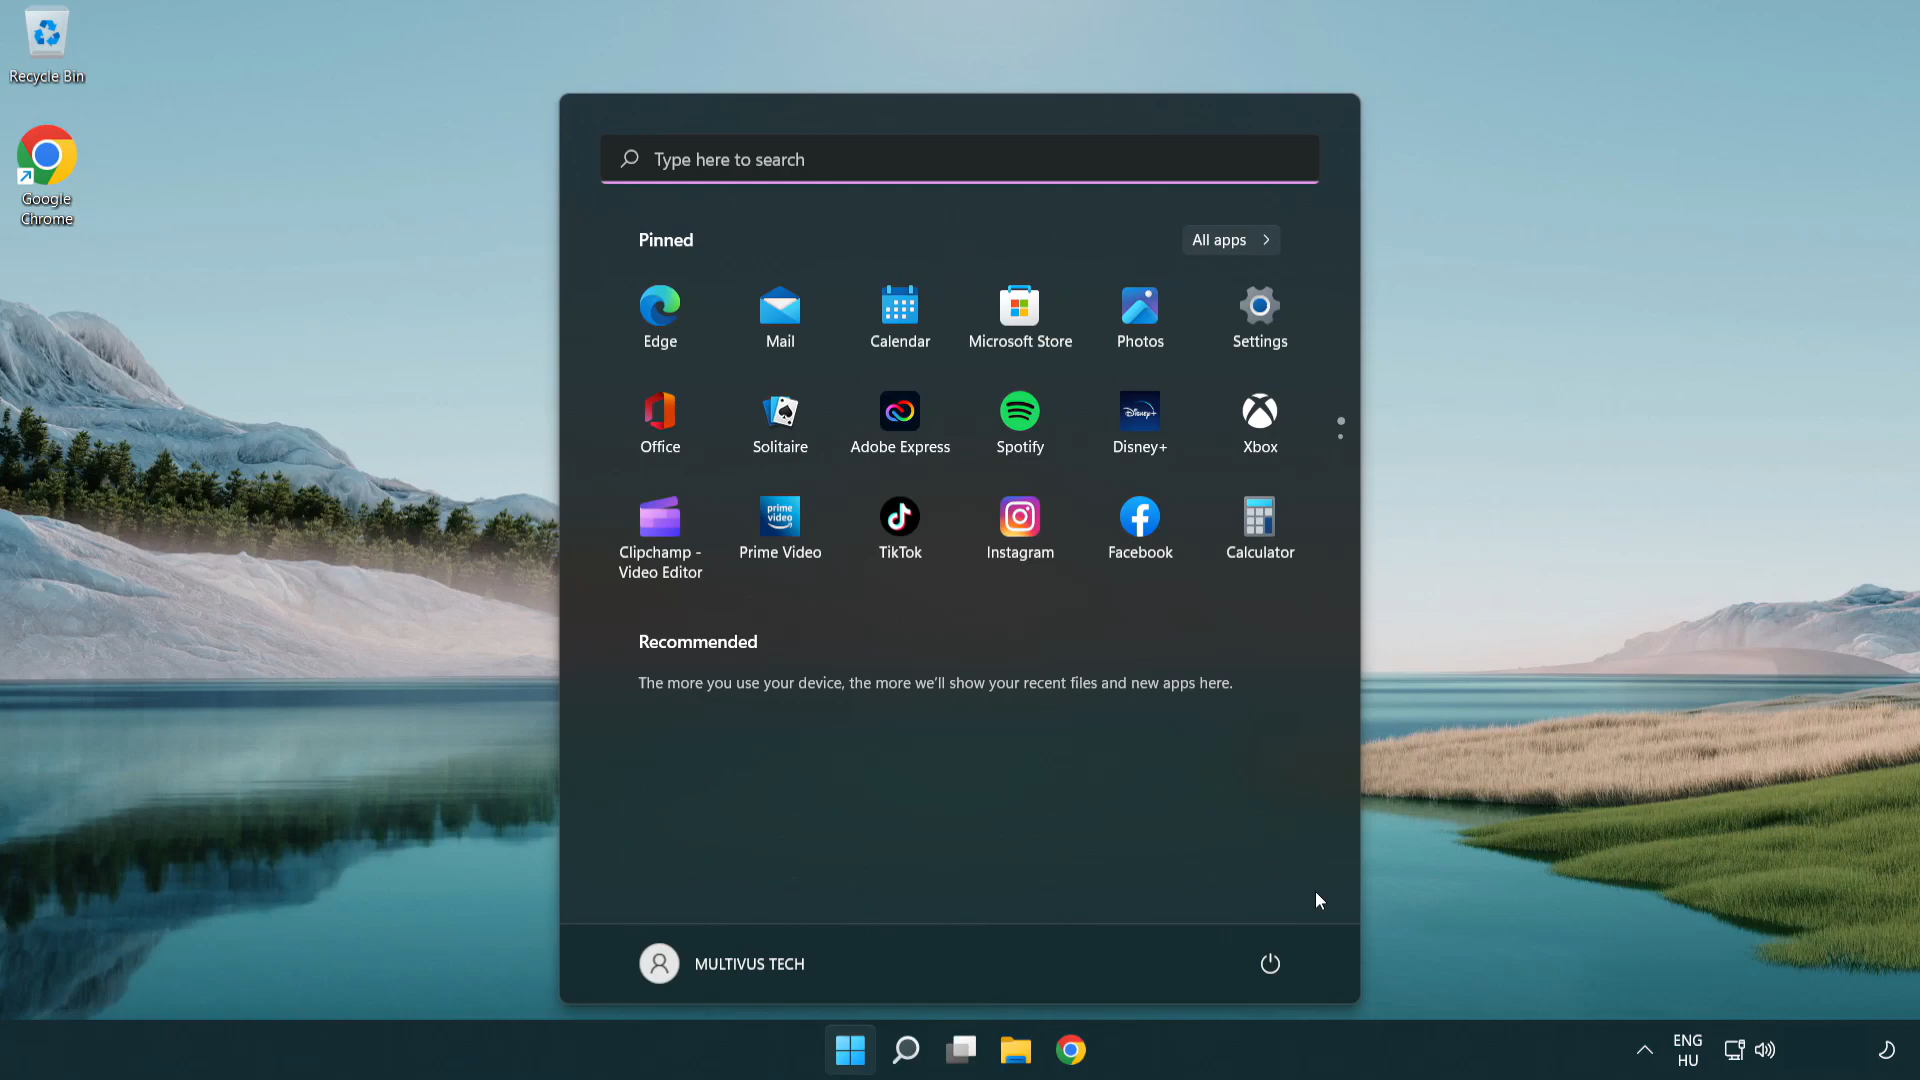 Recycle Bin
Google
Chrome
Type here to search
Pinned
All apps
Edge
Mail
Calendar
Microsoft Store
Photos
Settings
Disney+
Office
Solitaire
Adobe Express
Spotify
Disney+
Xbox
prime
video
Clipchamp -
Video Editor
Prime Video
TikTok
Instagram
Facebook
Calculator
Recommended
The more you use your device, the more we'll show your recent files and new apps here.
MULTIVUS TECH
ENG
HU